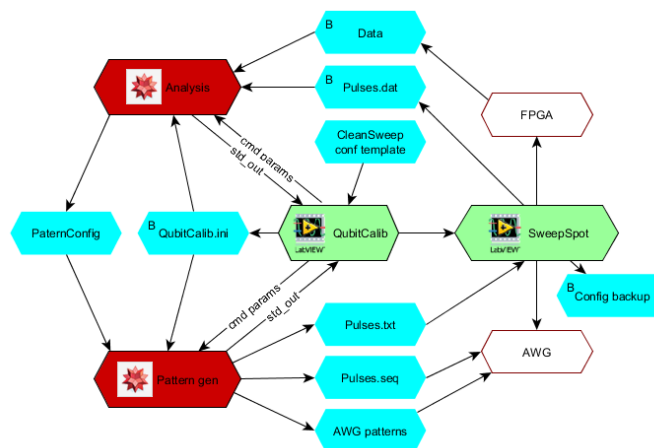 B
Data
B
Pulses.dat
Analysis
FPGA
CleanSweep
conf template
cmd params
std_out
PaternConfig
B
QubitCalib.ini
QubitCalib
LabVIEW
SweepSpot
LabVIEW
B
Config backup
cmd params
std_out
Pulses.txt
AWG
Pattern gen
Pulses.seq
AWG patterns